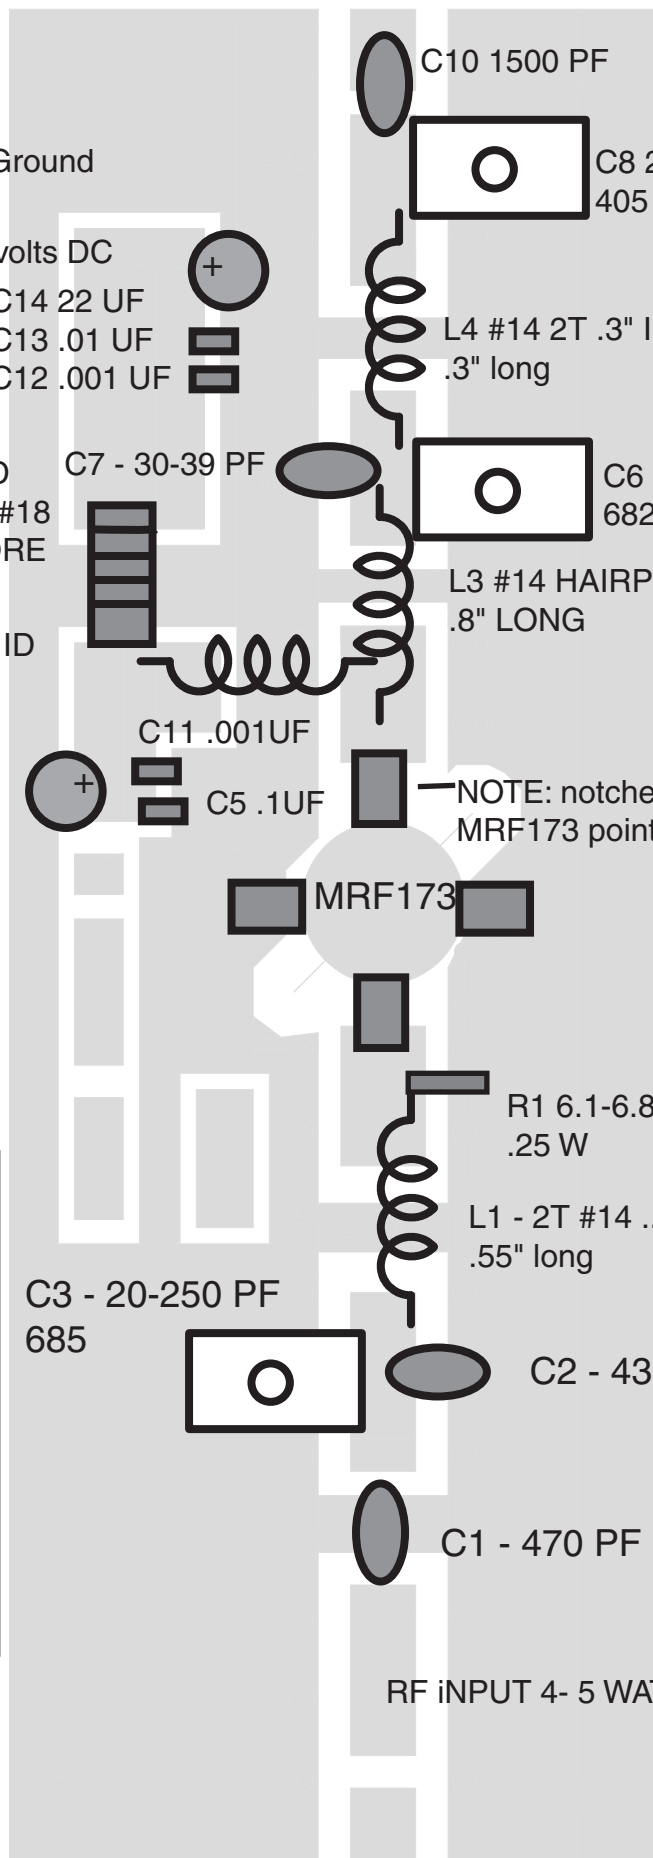 C10 1500 PF
Ground
C8 2
405
volts DC
C14 22 UF
C13 .01 UF
C12 .001 UF
L4 #14 2T .3" I
.3" long
C7 - 30-39 PF
C6
682
#18
L3 #14 HAIRP
.8" LONG
ID
C11 .001UF
C5 .1UF
NOTE: notche
MRF173 point
MRF173
R1 6.1-6.8
.25 W
L1 - 2T #14 .
.55" long
C3 - 20-250 PF
685
C2 - 43
C1 - 470 PF
RF iNPUT 4- 5 WAT
+
+